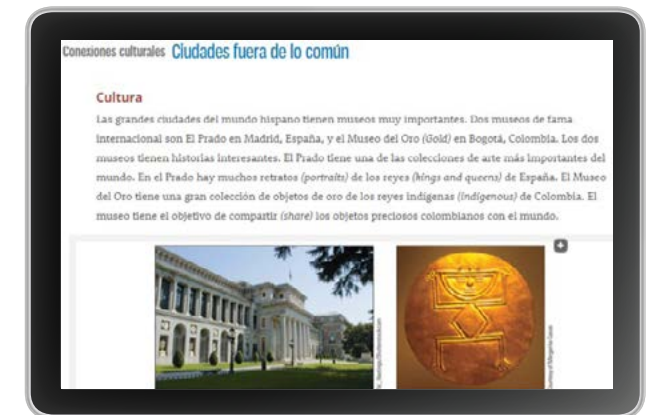 Conexiones culturales Ciudades fuera de lo común
Cultura
Las grandes ciudades del mundo hispano tienen museos muy importantes. Dos museos de fama
internacional son El Prado en Madrid, España, y el Museo del Oro (Gold) en Bogotá, Colombia. Los dos
museos tienen historias interesantes. El Prado tiene una de las colecciones de arte más importantes del
mundo. En el Prado hay muchos retratos (portraits) de los reyes (kings and queens) de España. El Museo
del Oro tiene una gran colección de objetos de oro de los reyes indígenas (indigenous) de Colombia. El
museo tiene el objetivo de compartir (share) los objetos preciosos colombianos con el mundo.